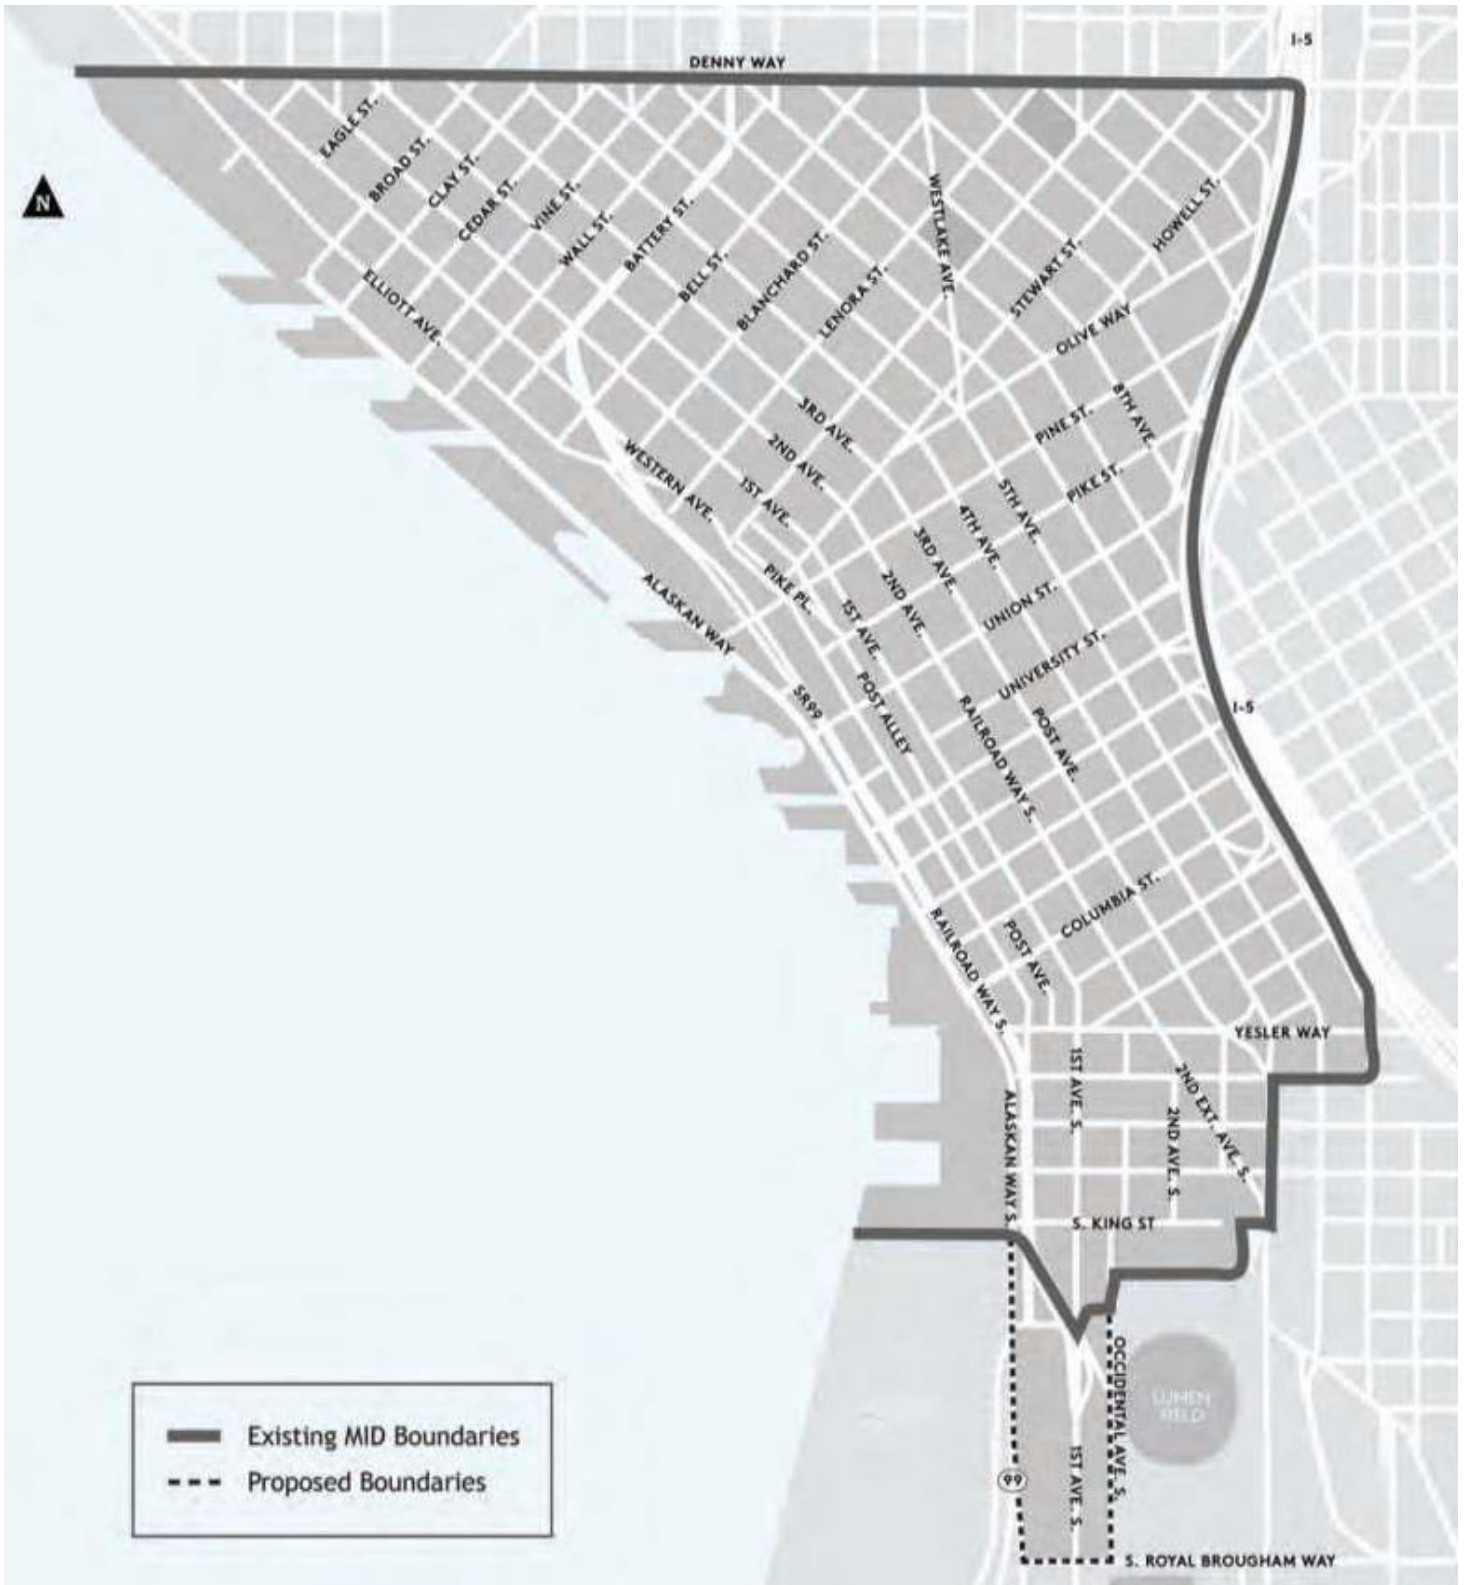 I-5
DENNY WAY
N
EAGLE ST.
BROAD ST.
CLAY ST.
CEDAR ST.
VINE ST.
WALL ST.
BATTERY ST.
BELL ST.
BLANCHARD ST.
LENORA ST.
WESTLAKE AVE.
STEWART ST.
HOWELL ST.
OLIVE WAY
ELLIOTT AVE.
PINE ST.
8TH AVE.
PIKE ST.
3RD AVE.
2ND AVE.
1ST AVE.
WESTERN AVE.
5TH AVE.
4TH AVE.
3RD AVE.
2ND AVE.
1ST AVE.
PIKE PL.
ALASKAN WAY
UNION ST.
UNIVERSITY ST.
SR99
POST ALLEY
RAILROAD WAY S.
POST AVE.
I-5
COLUMBIA ST.
RAILROAD WAY S.
POST AVE.
YESLER WAY
1ST AVE. S.
2ND EXT. AVE. S.
2ND AVE. S.
ALASKAN WAY S.
S. KING ST
OCCIDENTAL AVE. S.
LUMEN
FIELD
99
1ST AVE. S.
S. ROYAL BROUGHAM WAY
Existing MID Boundaries
Proposed Boundaries